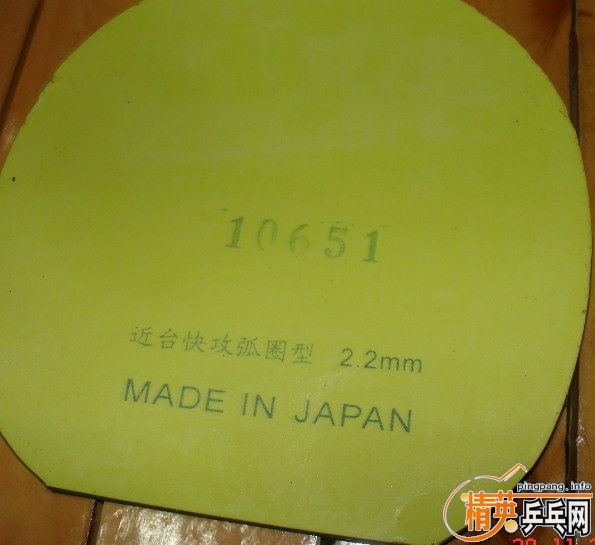 10651
近台快攻弧圈型 2.2mm
MADE IN JAPAN
pingpang.info
精英乒乓网